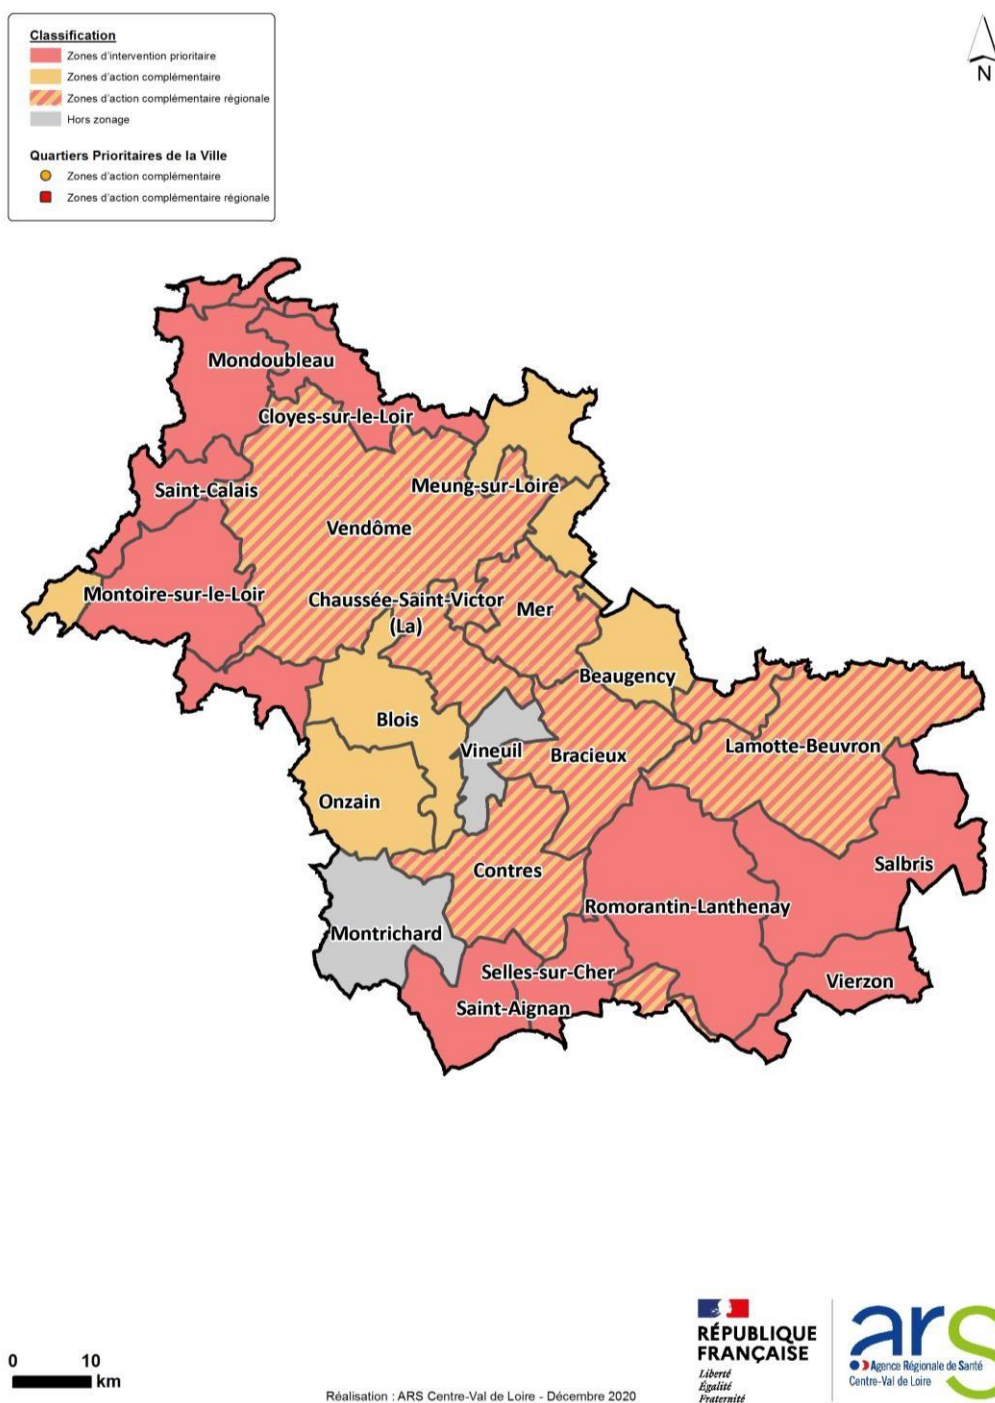 Classification
Zones d'intervention prioritaire
Zones d'action complémentaire
Zones d'action complémentaire régionale
Hors zonage
Quartiers Prioritaires de la Ville
Zones d'action complémentaire
Zones d'action complémentaire régionale
N
Mondoubleau
Cloyes-sur-le-Loir
Saint-Calais
Meung-sur-Loire
Vendôme
Montoire-sur-le-Loir
Chaussée-Saint-Victor
(La)
Mer
Beaugency
Blois
Vineuil
Bracieux
Lamotte-Beuvron
Onzain
Contres
Salbris
Romorantin-Lanthenay
Montrichard
Selles-sur-Cher
Vierzon
Saint-Aignan
0 10
km
Réalisation : ARS Centre-Val de Loire - Décembre 2020
RÉPUBLIQUE
FRANÇAISE
Liberté
Égalité
Fraternité
ars
Agence Régionale de Santé
Centre-Val de Loire